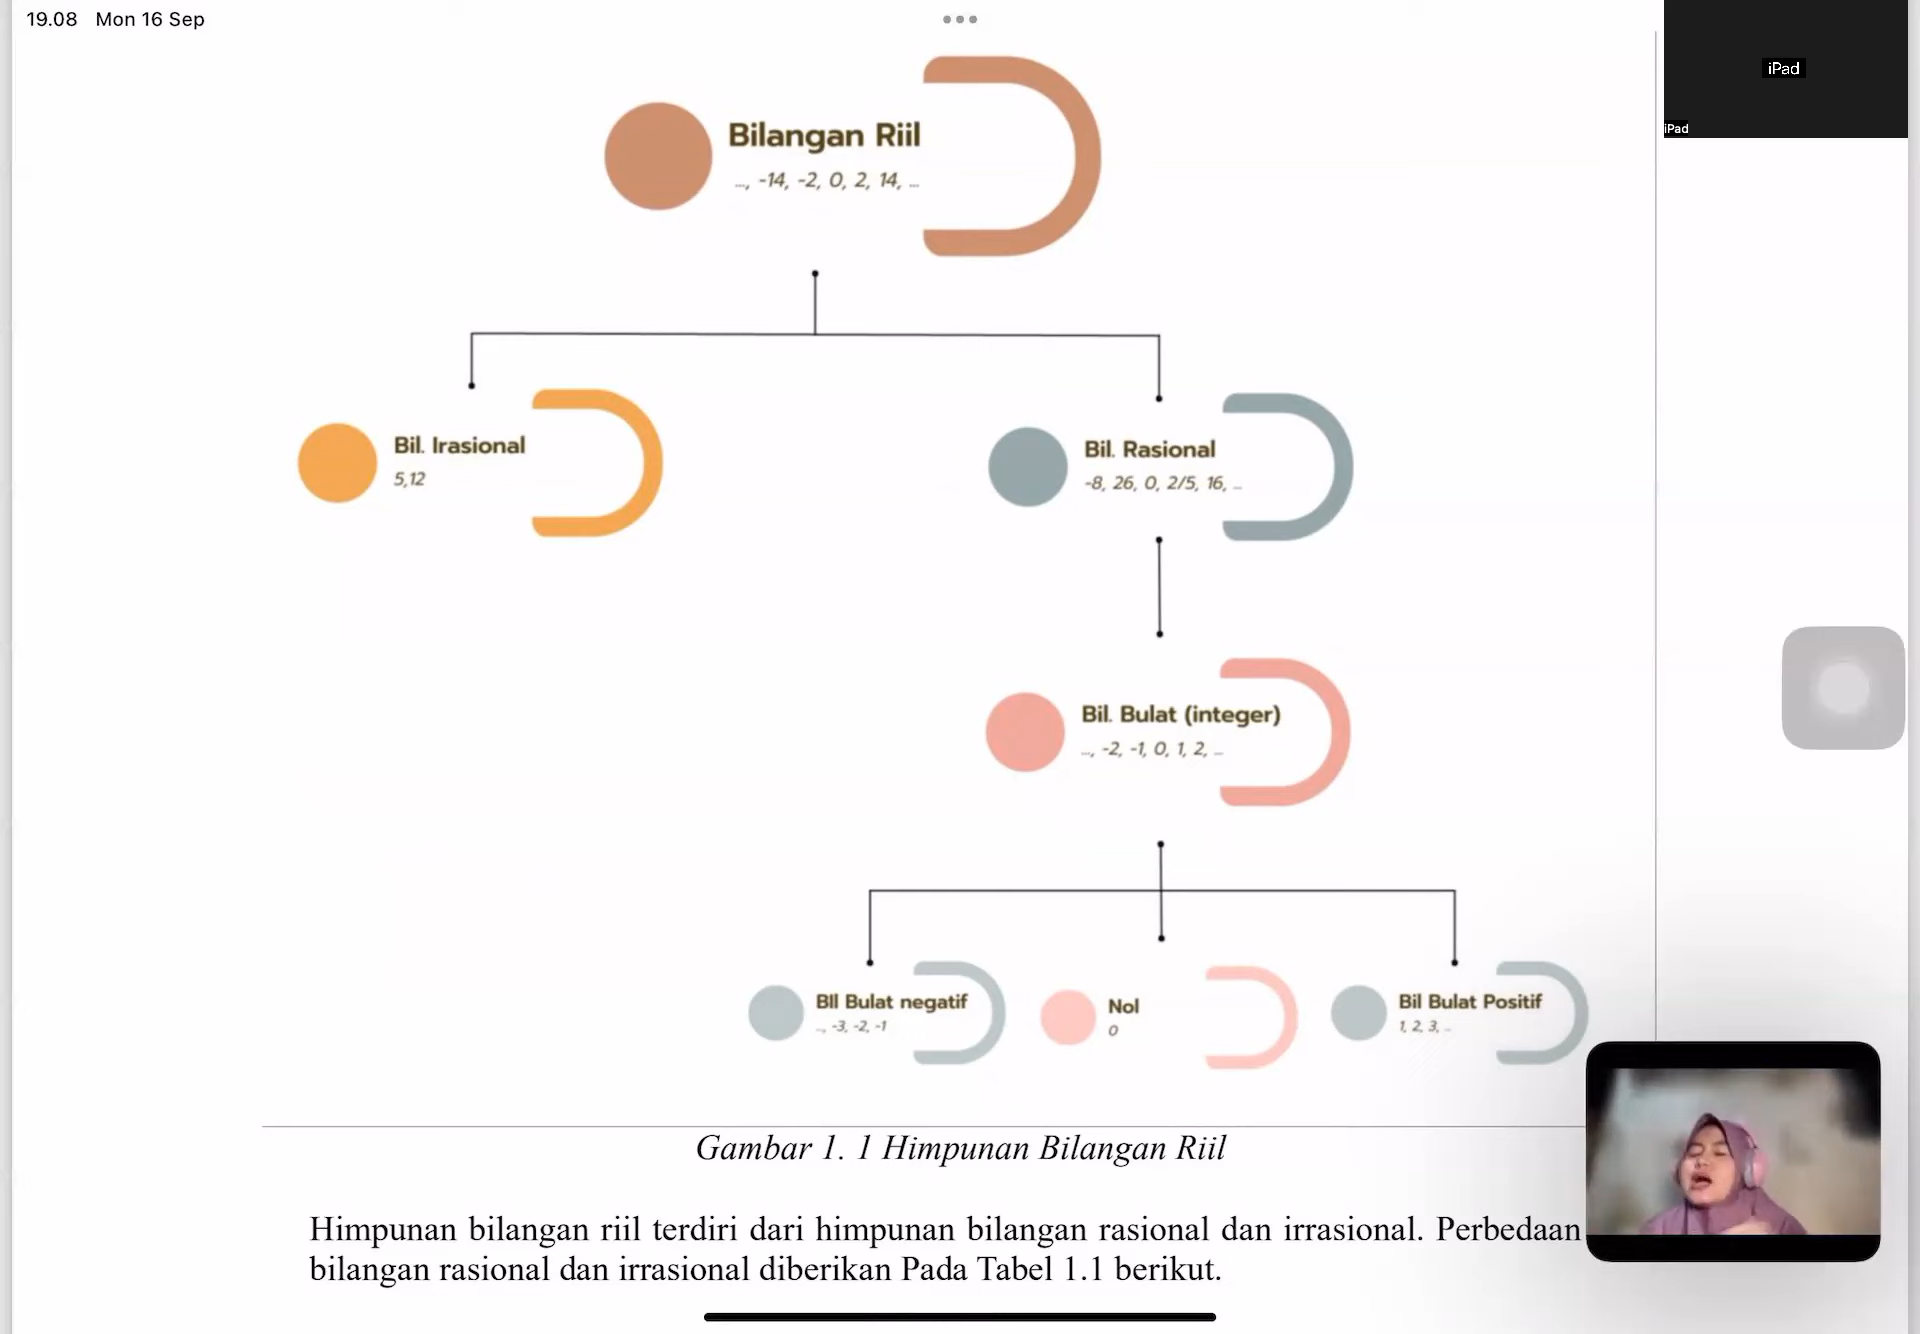 19.08 Mon 16 Sep
iPad
iPad
Bilangan Riil
..., -14, -2, 0, 2, 14, ...
Bil. Irasional
5,12
Bil. Rasional
-8, 26, 0, 2/5, 16, ...
Bil. Bulat (integer)
..., -2, -1, 0, 1, 2, ...
BIl Bulat negatif
..., -3, -2, -1
Nol
0
Bil Bulat Positif
1, 2, 3, ...
Gambar 1. 1 Himpunan Bilangan Riil
Himpunan bilangan riil terdiri dari himpunan bilangan rasional dan irrasional. Perbedaan
bilangan rasional dan irrasional diberikan Pada Tabel 1.1 berikut.